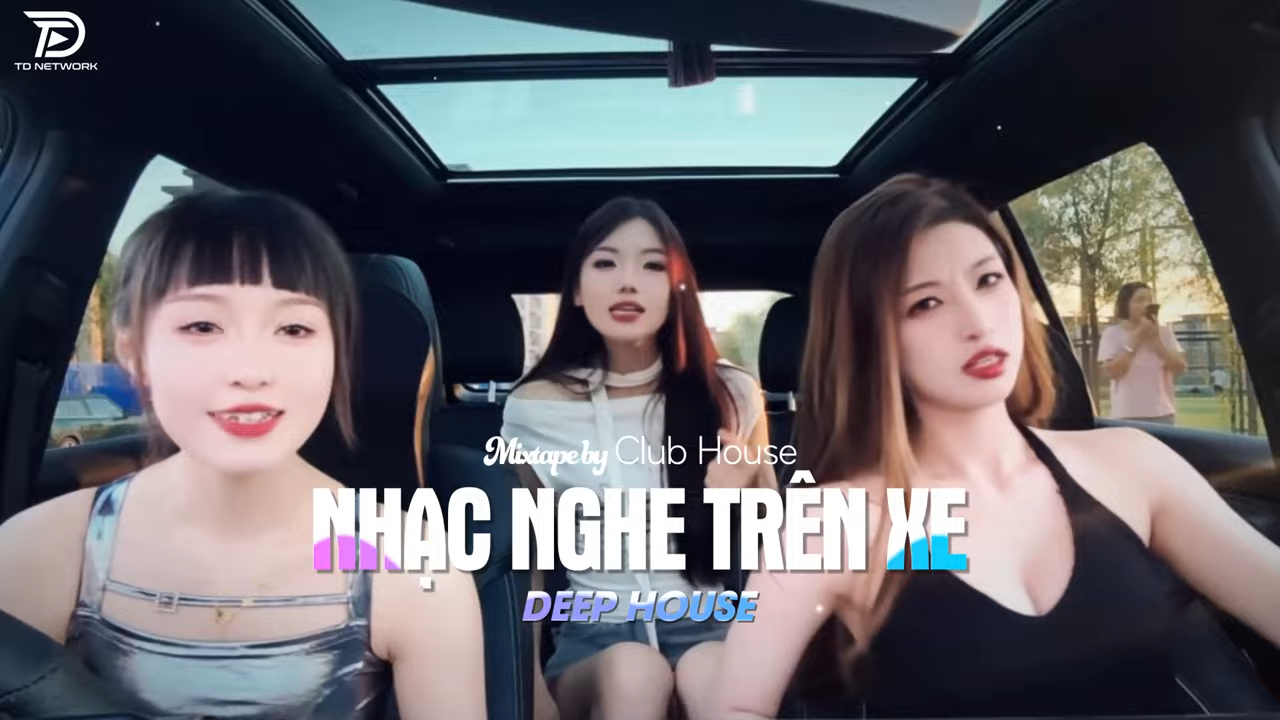 TD NETWORK
Mixtape by Club House
NHẠC NGHE TRÊN XE
DEEP HOUSE